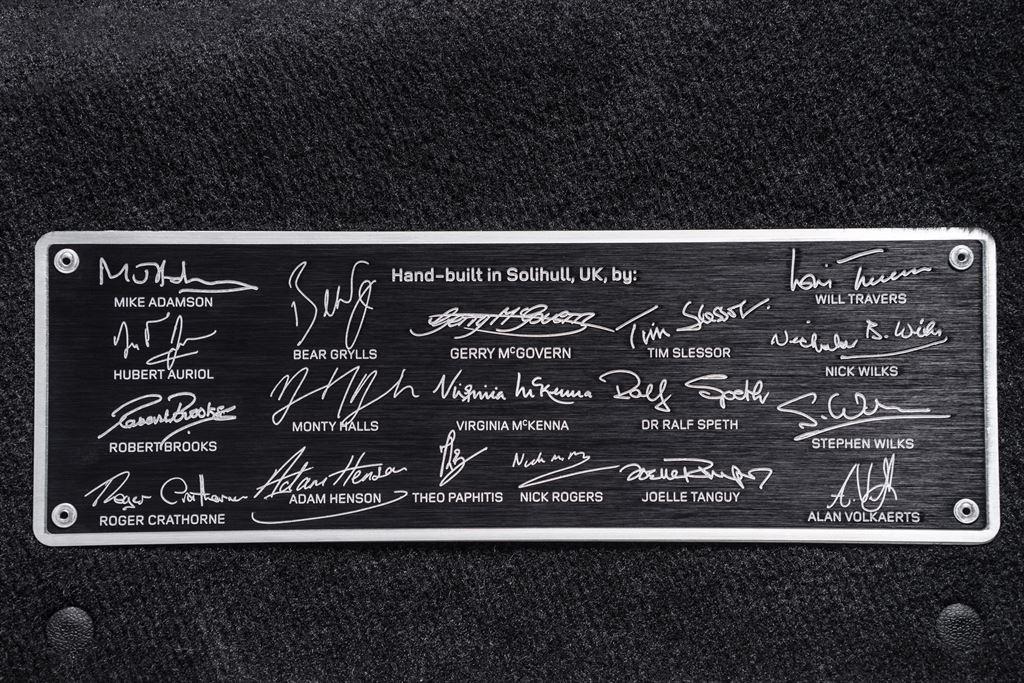 Hand-built in Solihull, UK, by:
MIKE ADAMSON
HUBERT AURIOL
ROBERT BROOKS
ROGER CRATHORNE
BEAR GRYLLS
MONTY HALLS
ADAM HENSON
GERRY McGOVERN
VIRGINIA McKENNA
THEO PAPHITIS
NICK ROGERS
TIM SLESSOR
DR RALF SPETH
JOELLE TANGUY
WILL TRAVERS
NICK WILKS
STEPHEN WILKS
ALAN VOLKAERTS